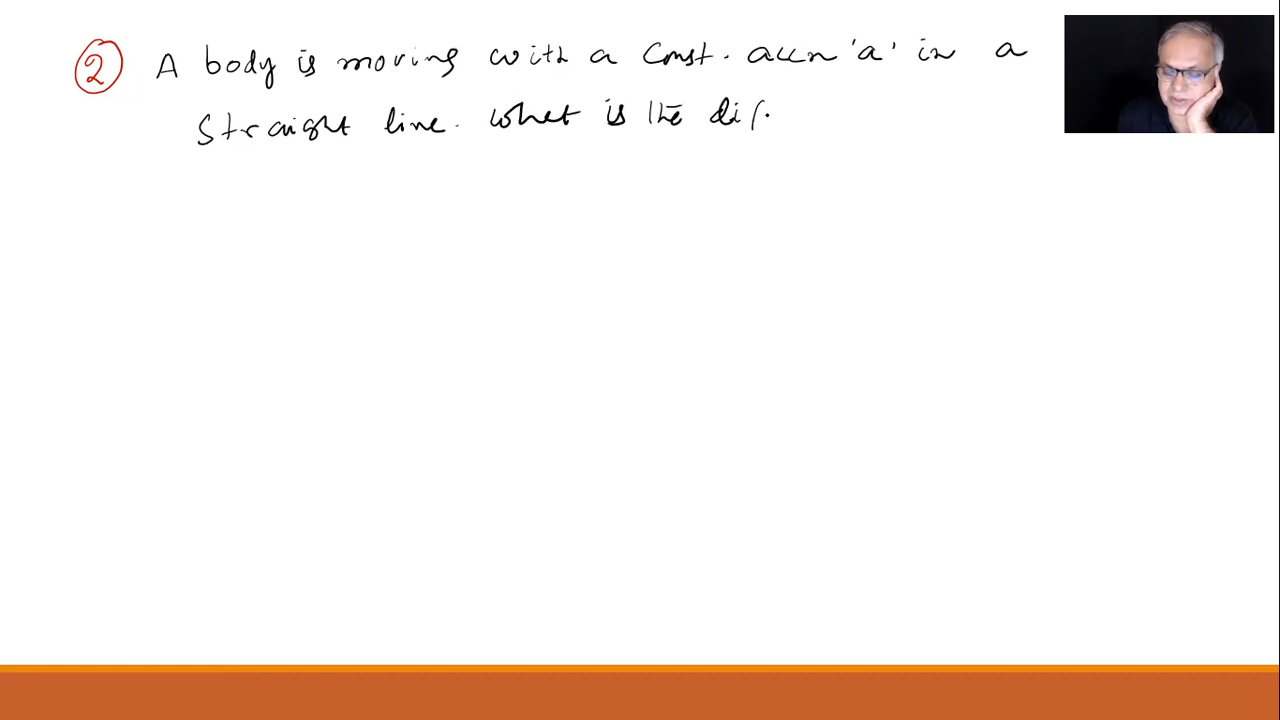 ② A body is moving with a const. accn 'a' in a
straight line. what is the dif.